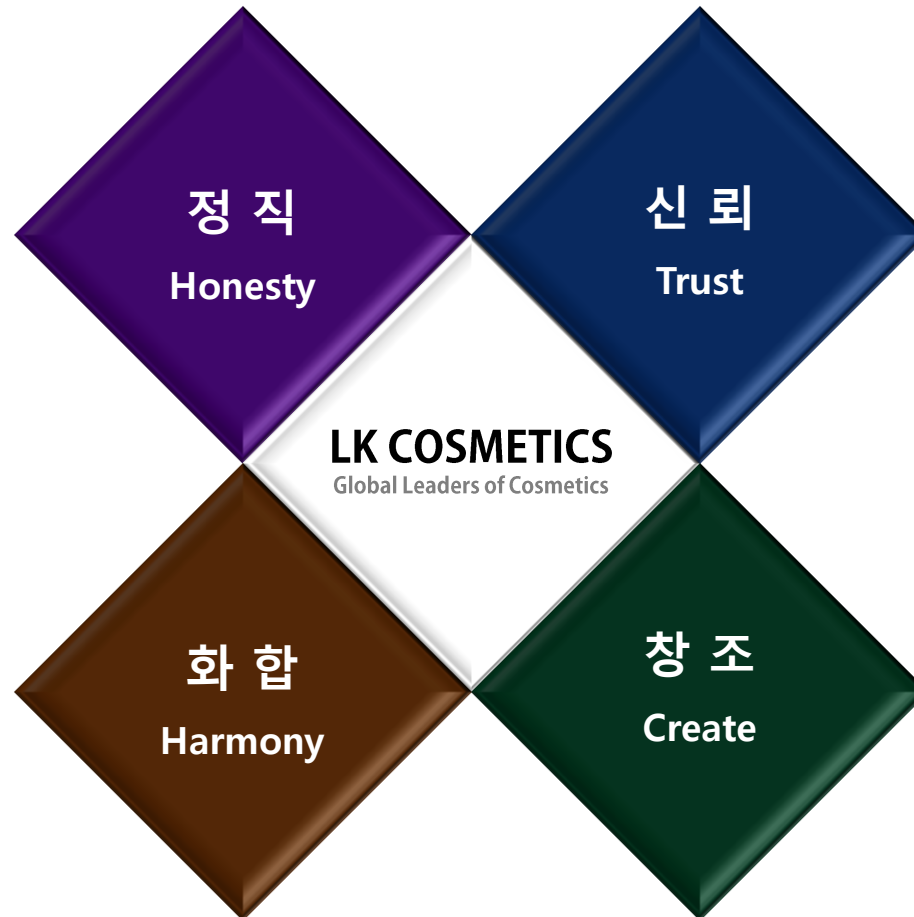 정 직
Honesty
신 뢰
Trust
LK COSMETICS
Global Leaders of Cosmetics
화 합
Harmony
창 조
Create